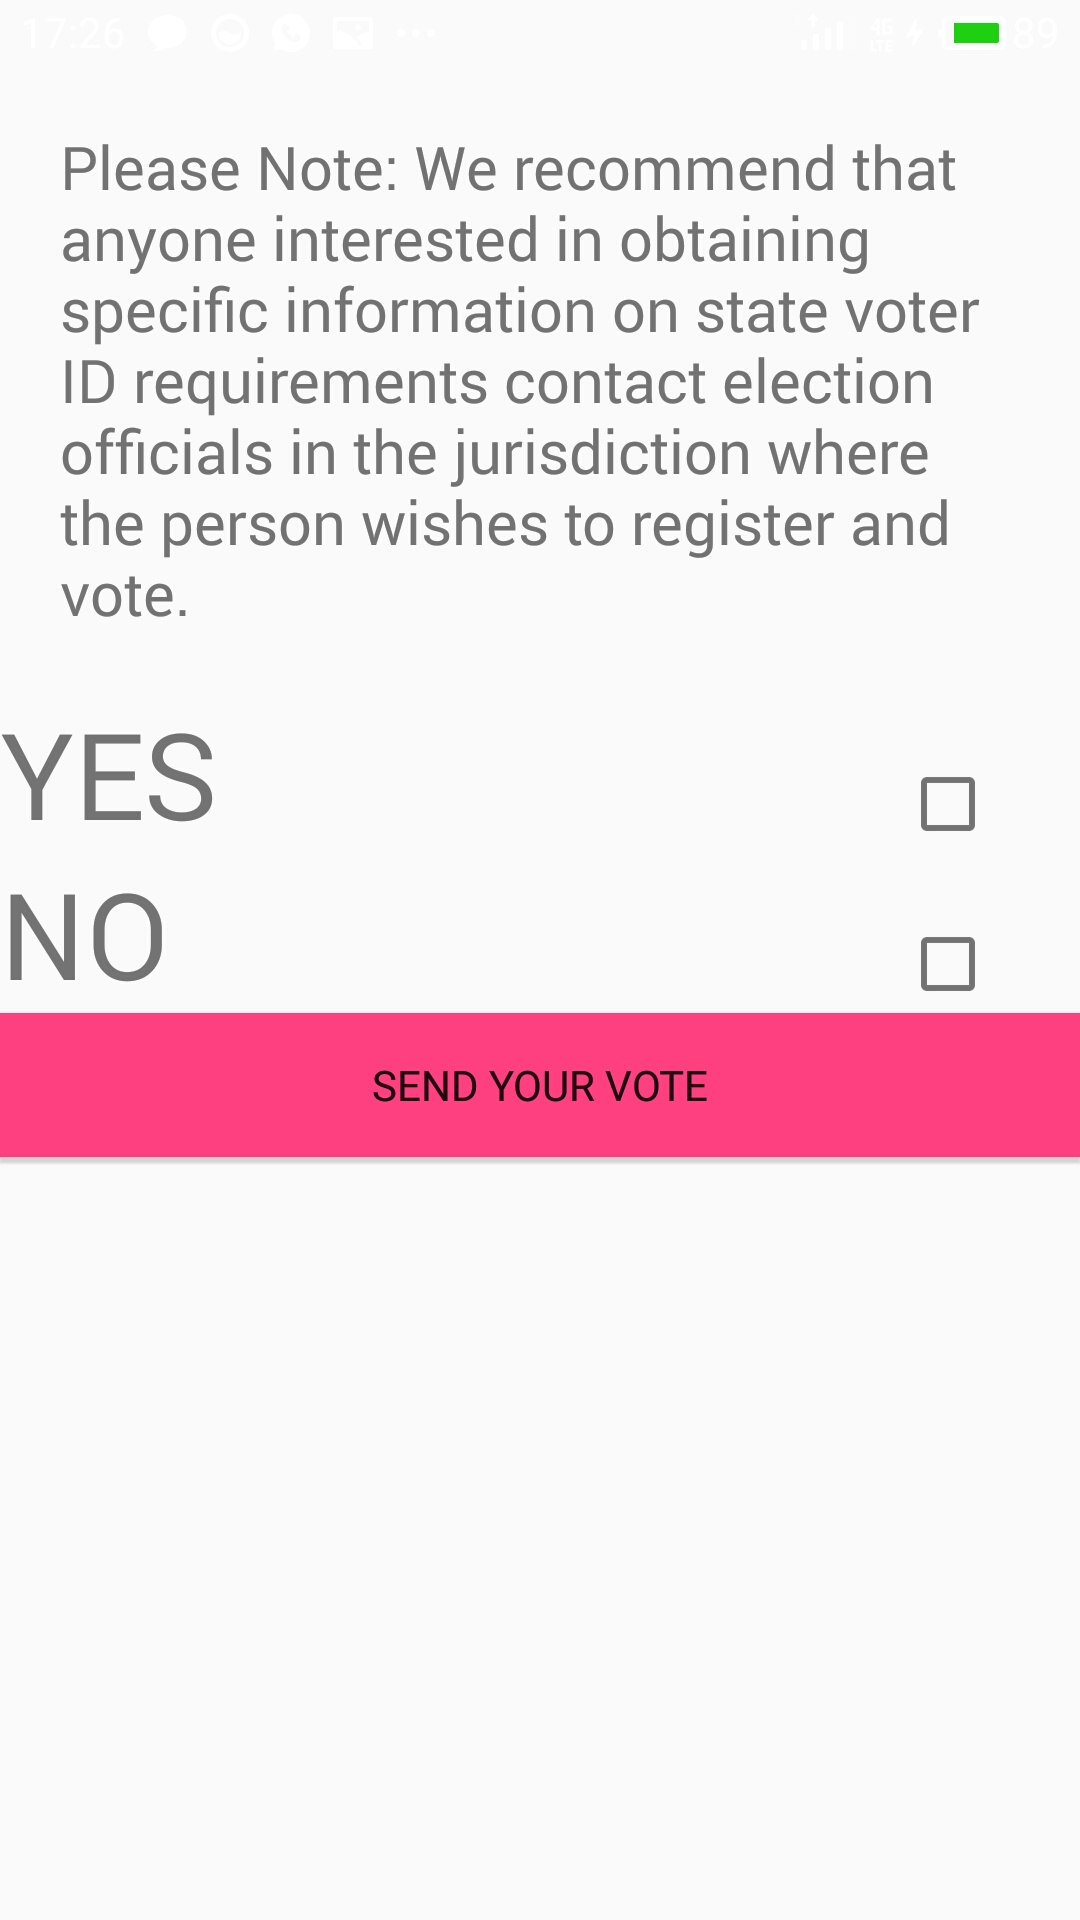 17:26 4G LTE 89
Please Note: We recommend that
anyone interested in obtaining
specific information on state voter
ID requirements contact election
officials in the jurisdiction where
the person wishes to register and
vote.
YES
NO
SEND YOUR VOTE